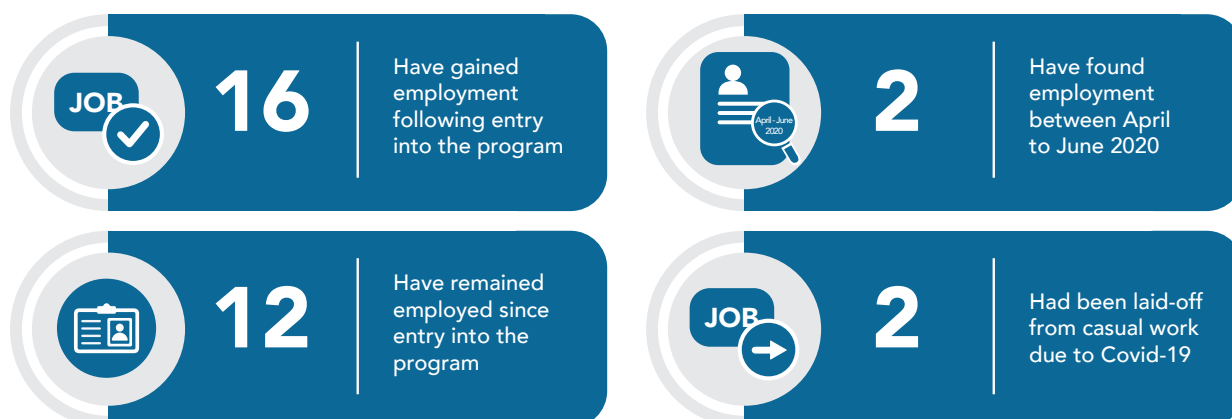 JOB
16
Have gained
employment
following entry
into the program
April - June
2020
2
Have found
employment
between April
to June 2020
12
Have remained
employed since
entry into the
program
JOB
2
Had been laid-off
from casual work
due to Covid-19